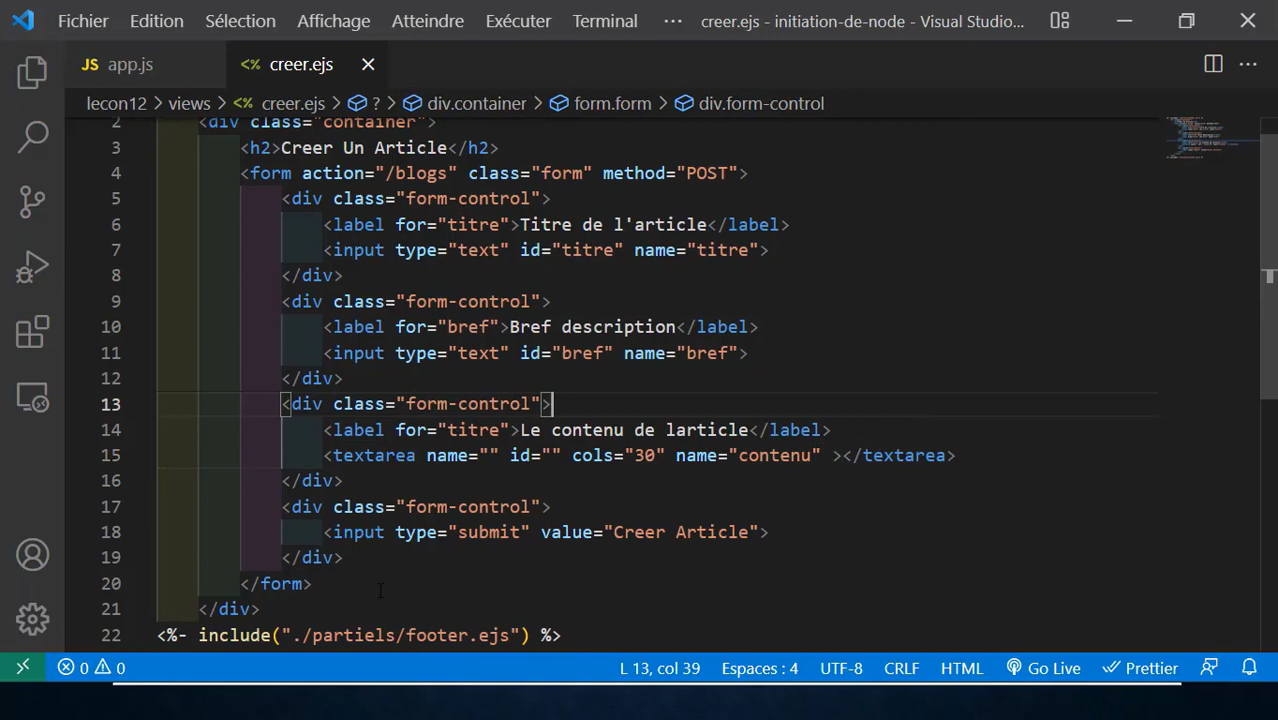 Fichier Edition Sélection Affichage Atteindre Exécuter Terminal ··· creer.ejs - initiation-de-node - Visual Studio...
JS app.js <%= creer.ejs
lecon12 > views > <%= creer.ejs > ? > div.container > form.form > div.form-control
2 <div class="container">
3 <h2>Creer Un Article</h2>
4 <form action="/blogs" class="form" method="POST">
5 <div class="form-control">
6 <label for="titre">Titre de l'article</label>
7 <input type="text" id="titre" name="titre">
8 </div>
9 <div class="form-control">
10 <label for="bref">Bref description</label>
11 <input type="text" id="bref" name="bref">
12 </div>
13 <div class="form-control">
14 <label for="titre">Le contenu de larticle</label>
15 <textarea name="" id="" cols="30" name="contenu" ></textarea>
16 </div>
17 <div class="form-control">
18 <input type="submit" value="Creer Article">
19 </div>
20 </form>
21 </div>
22 <%- include("./partiels/footer.ejs") %>
0 0 L 13, col 39 Espaces : 4 UTF-8 CRLF HTML Go Live Prettier